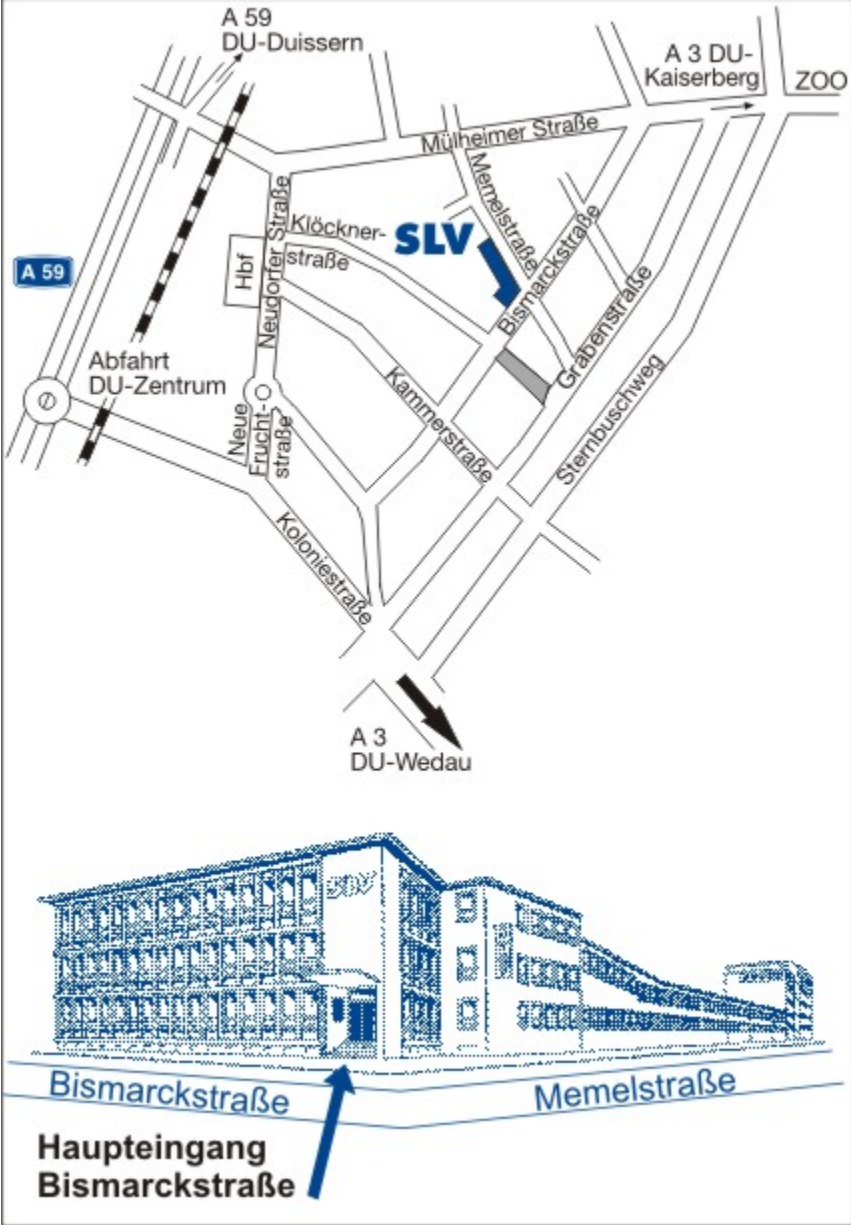 A 59
DU-Duissern
A 3 DU-
Kaiserberg
ZOO
Mülheimer Straße
Memelstraße
Klöckner-
straße
SLV
Neudorfer Straße
Hbf
A 59
Bismarckstraße
Grabenstraße
Abfahrt
DU-Zentrum
Kammerstraße
Sternbuschweg
Neue
Frucht-
straße
Koloniestraße
A 3
DU-Wedau
SLV
Bismarckstraße
Memelstraße
Haupteingang
Bismarckstraße